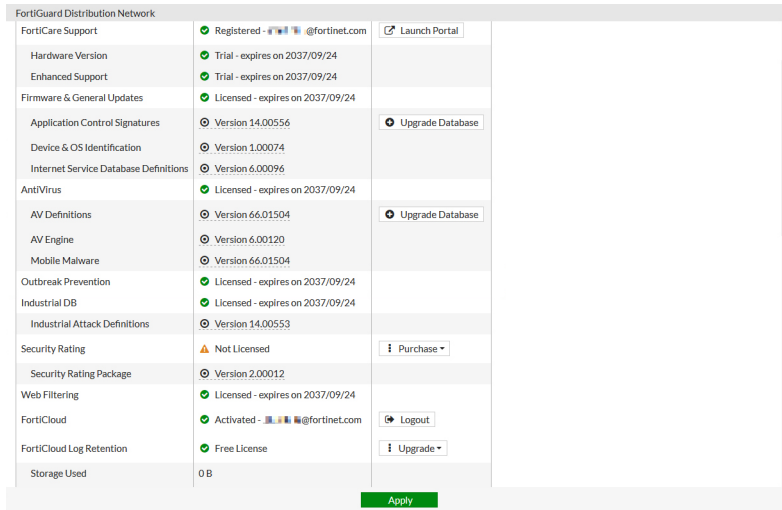 FortiGuard Distribution Network
FortiCare Support Registered - @fortinet.com Launch Portal
Hardware Version Trial - expires on 2037/09/24
Enhanced Support Trial - expires on 2037/09/24
Firmware & General Updates Licensed - expires on 2037/09/24
Application Control Signatures Version 14.00556 Upgrade Database
Device & OS Identification Version 1.00074
Internet Service Database Definitions Version 6.00096
AntiVirus Licensed - expires on 2037/09/24
AV Definitions Version 66.01504 Upgrade Database
AV Engine Version 6.00120
Mobile Malware Version 66.01504
Outbreak Prevention Licensed - expires on 2037/09/24
Industrial DB Licensed - expires on 2037/09/24
Industrial Attack Definitions Version 14.00553
Security Rating Not Licensed Purchase
Security Rating Package Version 2.00012
Web Filtering Licensed - expires on 2037/09/24
FortiCloud Activated - @fortinet.com Logout
FortiCloud Log Retention Free License Upgrade
Storage Used 0 B
Apply